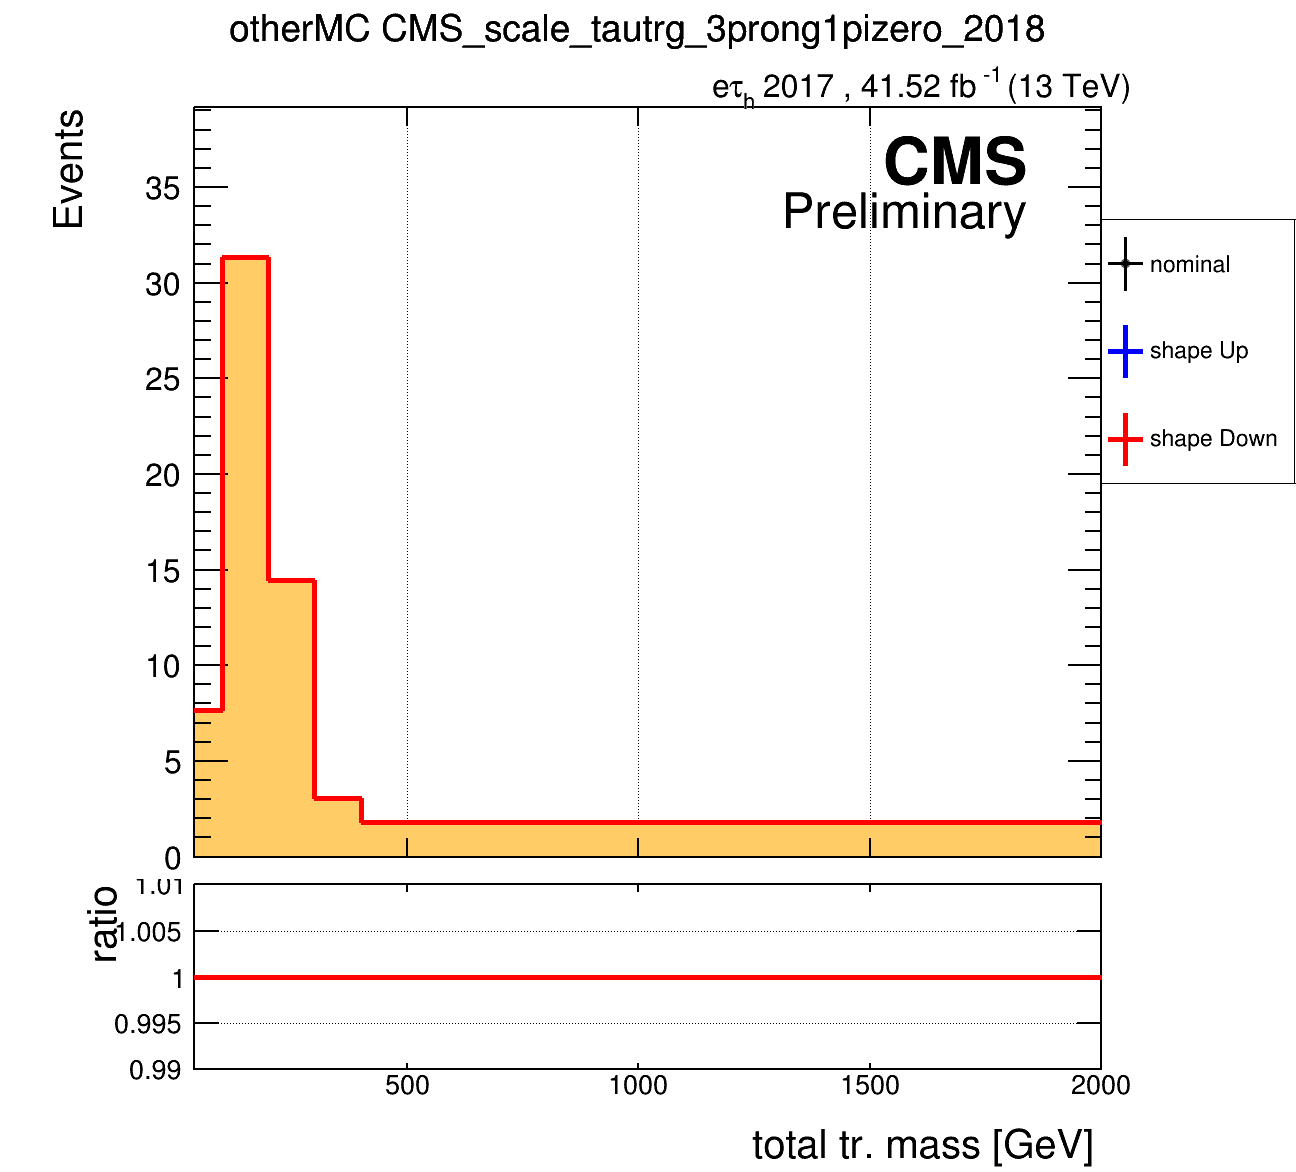 otherMC CMS_scale_tautrg_3prong1pizero_2018
eτh 2017 , 41.52 fb -1 (13 TeV)
Events
CMS
Preliminary
35
30
25
20
15
10
5
0
nominal
shape Up
shape Down
ratio
1.01
1.005
1
0.995
0.99
500
1000
1500
2000
total tr. mass [GeV]